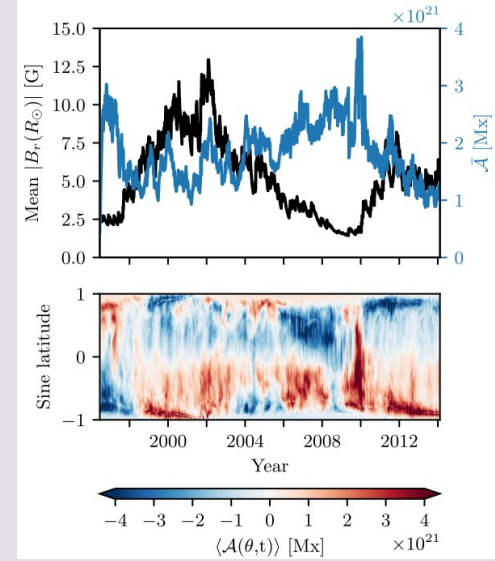 ×10²¹
15.0
12.5
10.0
7.5
5.0
2.5
0.0
Mean |Bᵣ(R☉)| [G]
4
3
2
1
0
𝒜̄ [Mx]
1
0
−1
Sine latitude
2000 2004 2008 2012
Year
−4 −3 −2 −1 0 1 2 3 4
⟨𝒜(θ,t)⟩ [Mx] ×10²¹